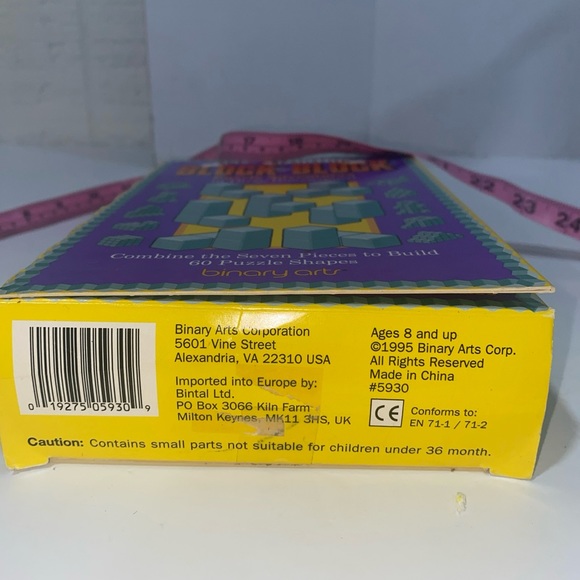 BLOCK BY BLOCK
Combine the Seven Pieces to Build
60 Puzzle Shapes
binary arts
22
23
24
Binary Arts Corporation
5601 Vine Street
Alexandria, VA 22310 USA
Imported into Europe by:
Bintal Ltd.
PO Box 3066 Kiln Farm
Milton Keynes, MK11 3HS, UK
Ages 8 and up
©1995 Binary Arts Corp.
All Rights Reserved
Made in China
#5930
CE Conforms to:
EN 71-1 / 71-2
0 19275 05930 9
Caution: Contains small parts not suitable for children under 36 month.